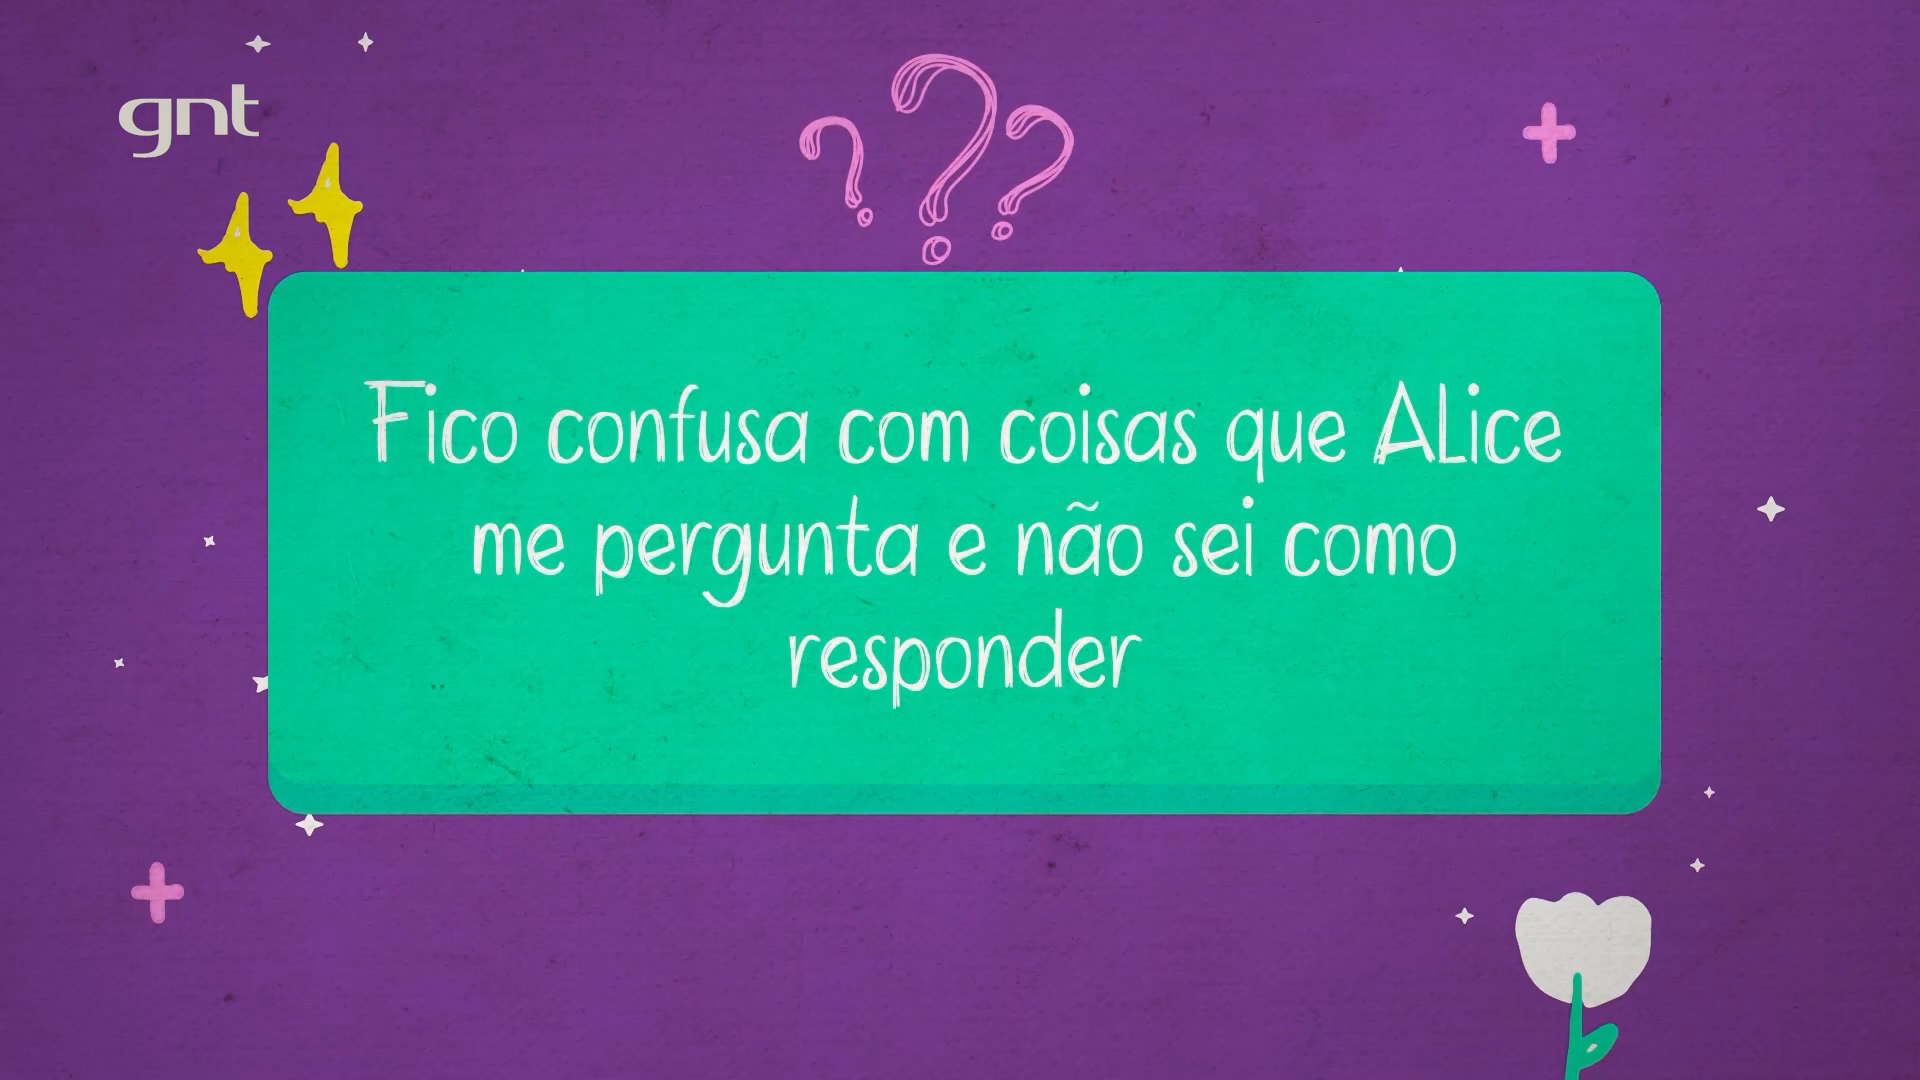 gnt
???
Fico confusa com coisas que ALice
me pergunta e não sei como
responder